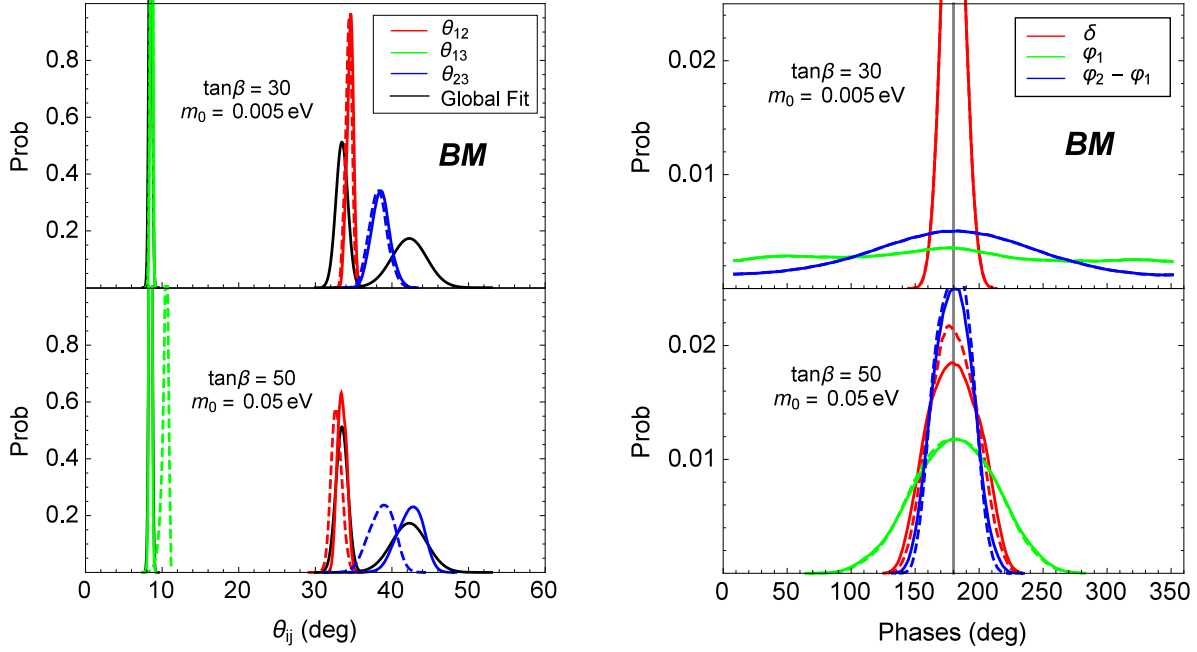 0.8
0.6
0.4
0.2
Prob
tanβ = 30
m₀ = 0.005 eV
θ₁₂
θ₁₃
θ₂₃
Global Fit
BM
0.8
0.6
0.4
0.2
Prob
tanβ = 50
m₀ = 0.05 eV
0 10 20 30 40 50 60
θᵢⱼ (deg)
0.02
0.01
Prob
tanβ = 30
m₀ = 0.005 eV
δ
φ₁
φ₂ − φ₁
BM
0.02
0.01
Prob
tanβ = 50
m₀ = 0.05 eV
0 50 100 150 200 250 300 350
Phases (deg)